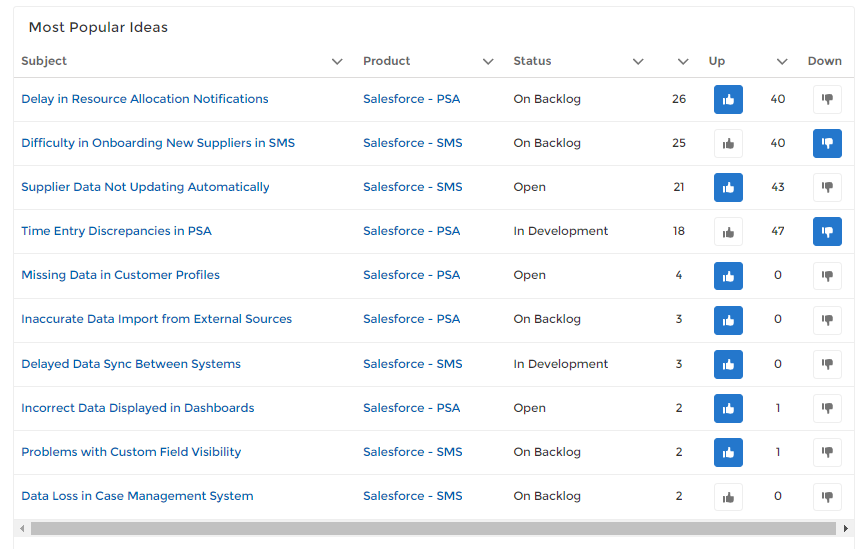 Most Popular Ideas
Subject Product Status Up Down
Delay in Resource Allocation Notifications Salesforce - PSA On Backlog 26 40
Difficulty in Onboarding New Suppliers in SMS Salesforce - SMS On Backlog 25 40
Supplier Data Not Updating Automatically Salesforce - SMS Open 21 43
Time Entry Discrepancies in PSA Salesforce - PSA In Development 18 47
Missing Data in Customer Profiles Salesforce - PSA Open 4 0
Inaccurate Data Import from External Sources Salesforce - PSA On Backlog 3 0
Delayed Data Sync Between Systems Salesforce - SMS In Development 3 0
Incorrect Data Displayed in Dashboards Salesforce - PSA Open 2 1
Problems with Custom Field Visibility Salesforce - SMS On Backlog 2 1
Data Loss in Case Management System Salesforce - SMS On Backlog 2 0